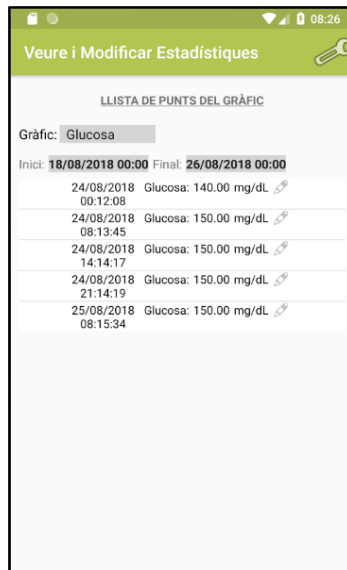 08:26
Veure i Modificar Estadístiques
LLISTA DE PUNTS DEL GRÀFIC
Gràfic: Glucosa
Inici: 18/08/2018 00:00 Final: 26/08/2018 00:00
24/08/2018 Glucosa: 140.00 mg/dL
00:12:08
24/08/2018 Glucosa: 150.00 mg/dL
08:13:45
24/08/2018 Glucosa: 150.00 mg/dL
14:14:17
24/08/2018 Glucosa: 150.00 mg/dL
21:14:19
25/08/2018 Glucosa: 150.00 mg/dL
08:15:34